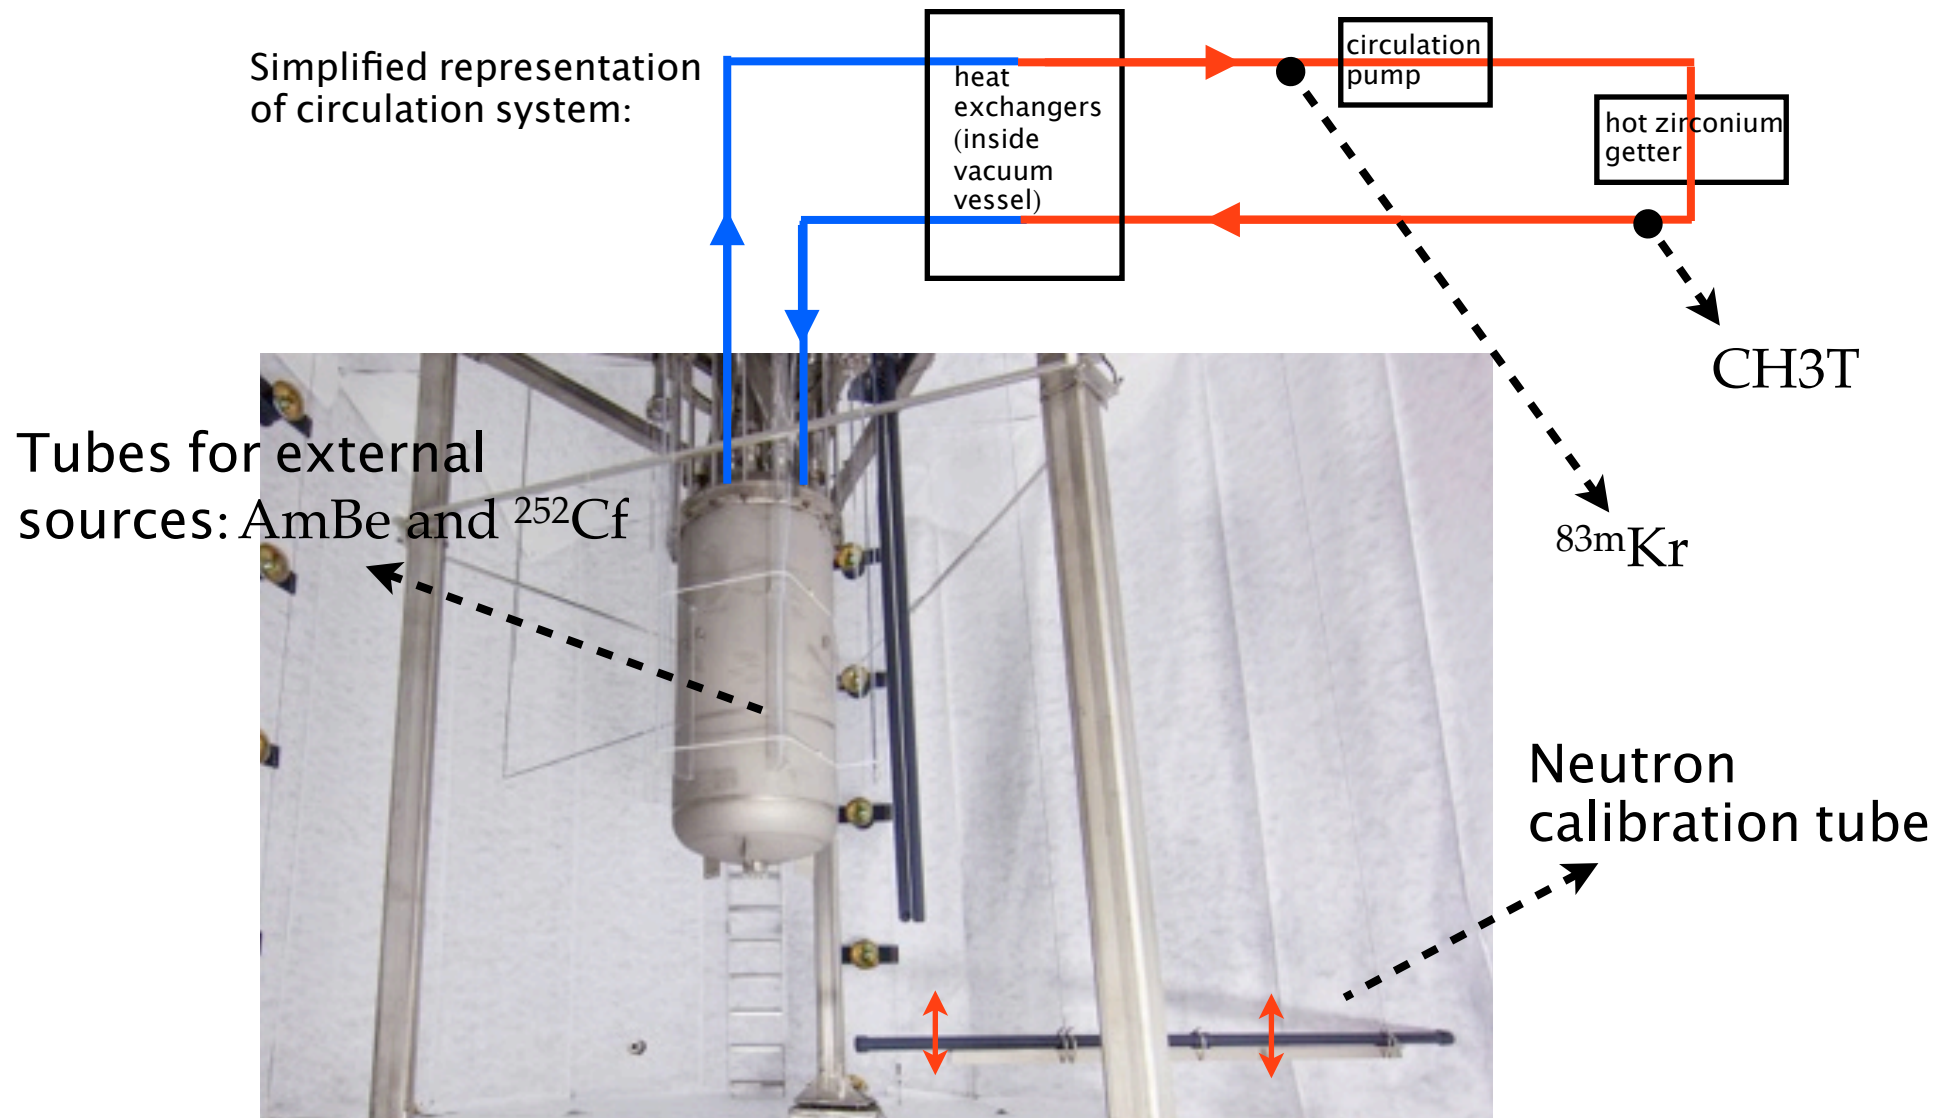 Simplified representation
of circulation system:
heat
exchangers
(inside
vacuum
vessel)
circulation
pump
hot zirconium
getter
CH3T
Tubes for external
sources: AmBe and ²⁵²Cf
⁸³ᵐKr
Neutron
calibration tube